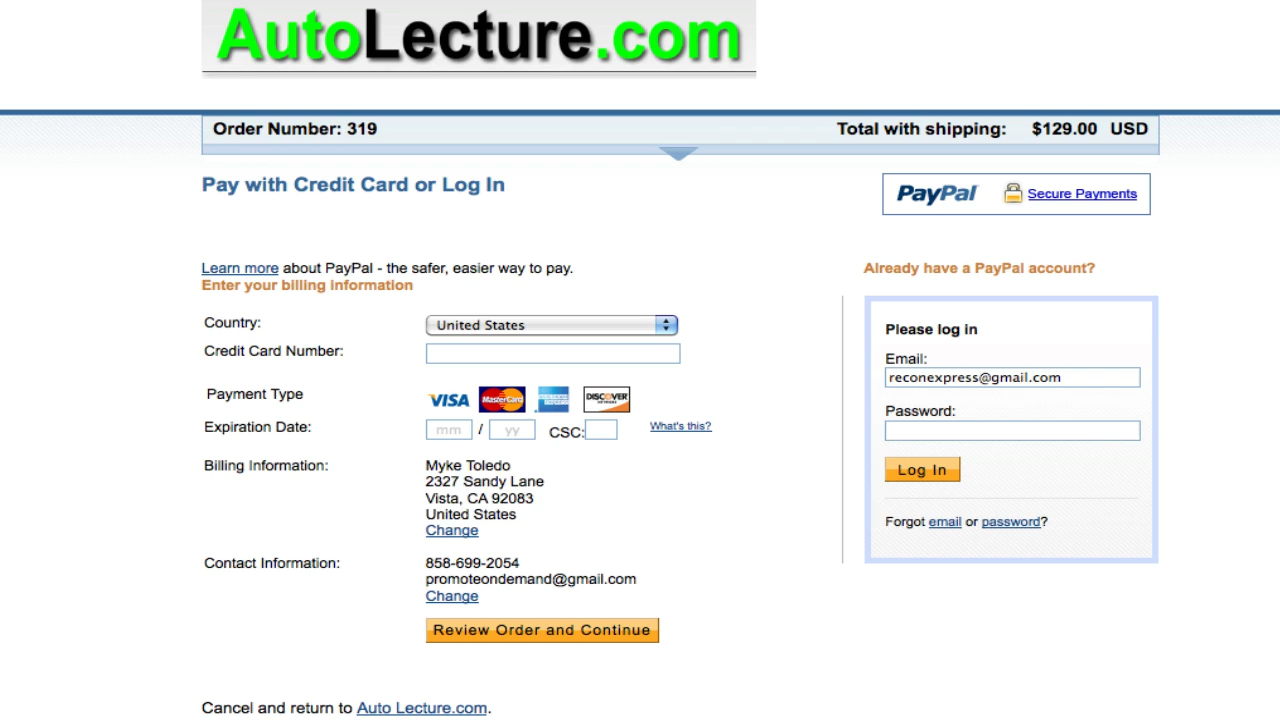 AutoLecture.com
Order Number: 319
Total with shipping: $129.00 USD
Pay with Credit Card or Log In
PayPal Secure Payments
Learn more about PayPal - the safer, easier way to pay.
Enter your billing information
Country: United States
Credit Card Number:
Payment Type VISA MasterCard AMERICAN EXPRESS DISCOVER NETWORK
Expiration Date: mm / yy CSC: What's this?
Billing Information: Myke Toledo
2327 Sandy Lane
Vista, CA 92083
United States
Change
Contact Information: 858-699-2054
promoteondemand@gmail.com
Change
Review Order and Continue
Already have a PayPal account?
Please log in
Email:
reconexpress@gmail.com
Password:
Log In
Forgot email or password?
Cancel and return to Auto Lecture.com.